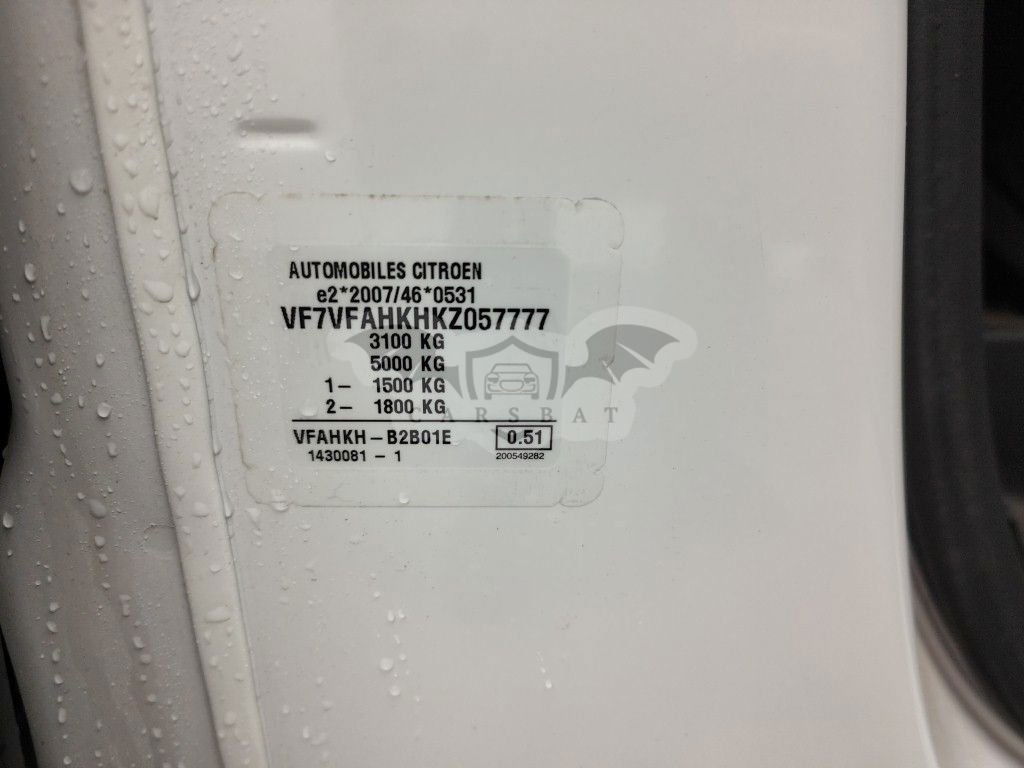 AUTOMOBILES CITROEN
e2*2007/46*0531
VF7VFAHKHKZ057777
3100 KG
5000 KG
1- 1500 KG
2- 1800 KG
CARSBAT
VFAHKH-B2B01E 0.51
1430081-1 200549282